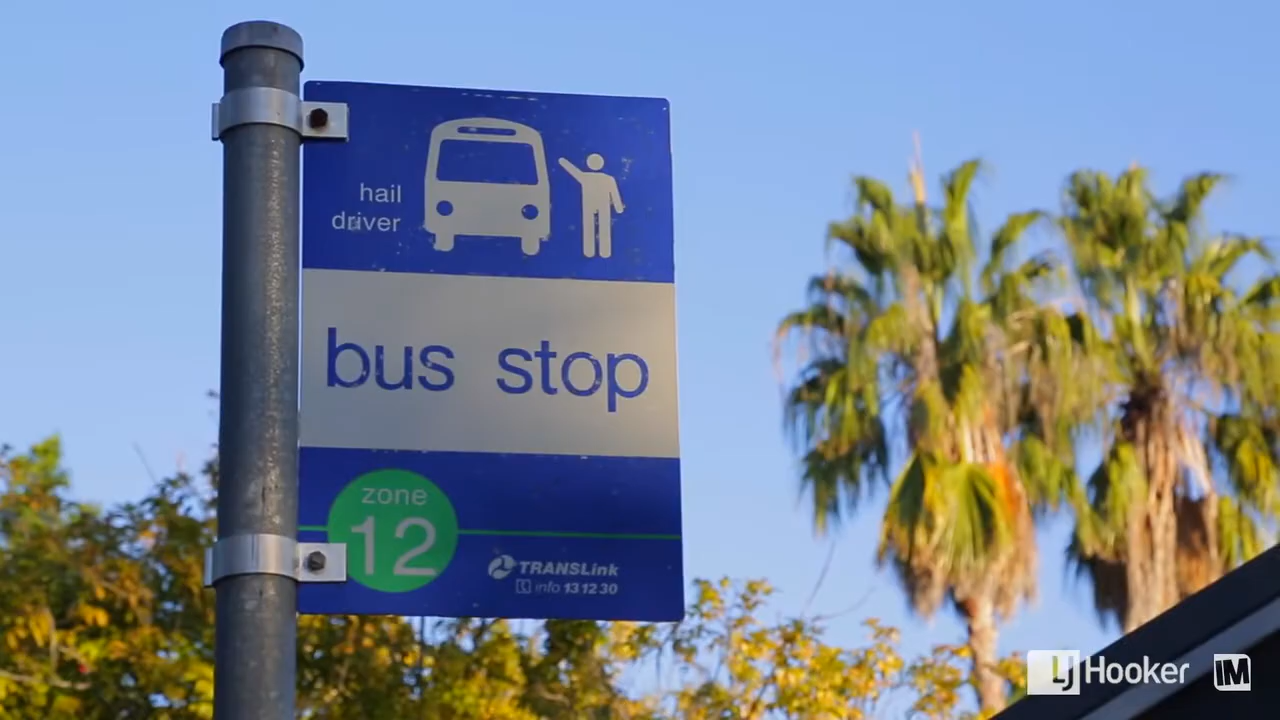 hail
driver
bus stop
zone
12
TRANSLink
info 13 12 30
LJ Hooker
IM